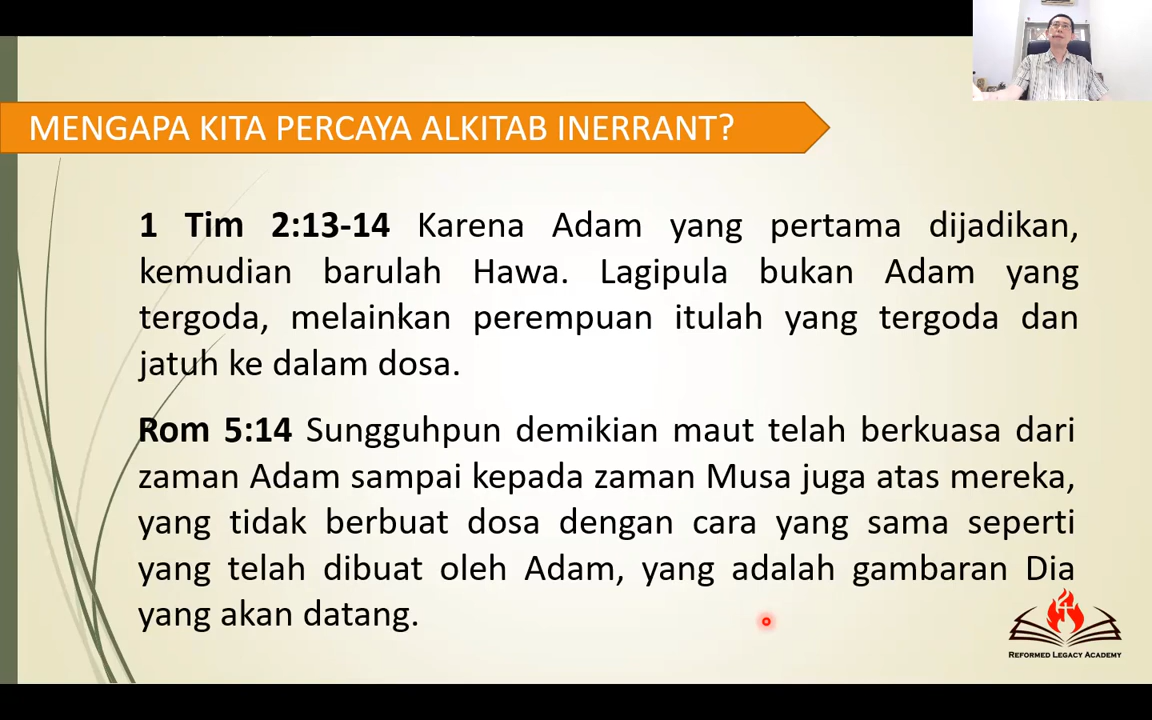 MENGAPA KITA PERCAYA ALKITAB INERRANT?
1 Tim 2:13-14 Karena Adam yang pertama dijadikan,
kemudian barulah Hawa. Lagipula bukan Adam yang
tergoda, melainkan perempuan itulah yang tergoda dan
jatuh ke dalam dosa.
Rom 5:14 Sungguhpun demikian maut telah berkuasa dari
zaman Adam sampai kepada zaman Musa juga atas mereka,
yang tidak berbuat dosa dengan cara yang sama seperti
yang telah dibuat oleh Adam, yang adalah gambaran Dia
yang akan datang.
REFORMED LEGACY ACADEMY